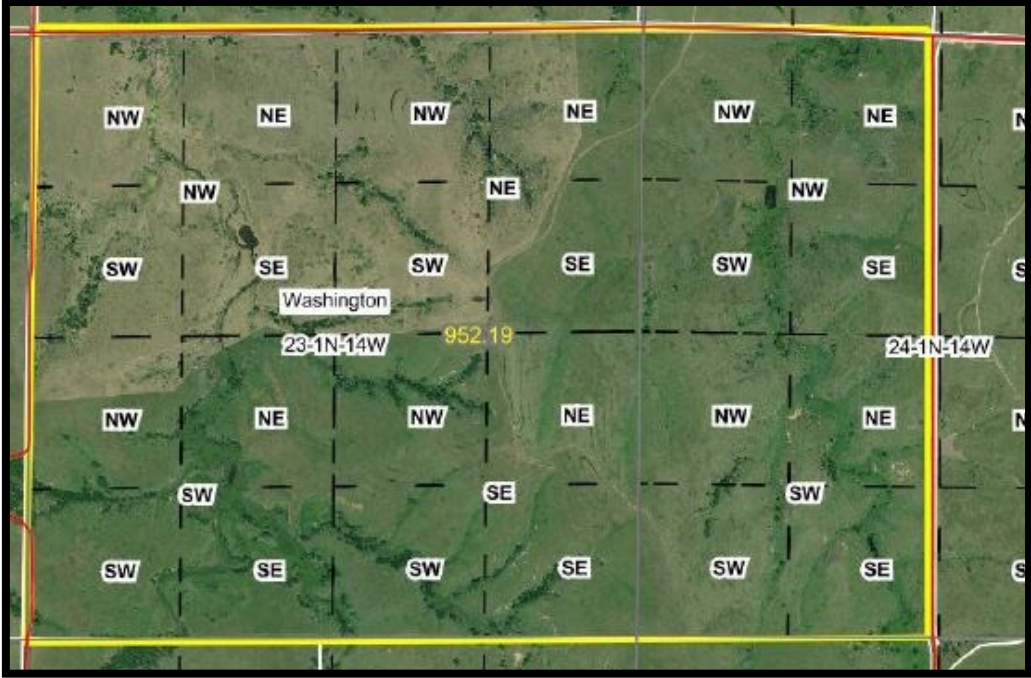 NW NE NW NE NW NE N
NW NE NW
SW SE SW SE SW SE S
Washington
952.19
23-1N-14W 24-1N-14W
NW NE NW NE NW NE N
SW SE SW
SW SE SW SE SW SE S